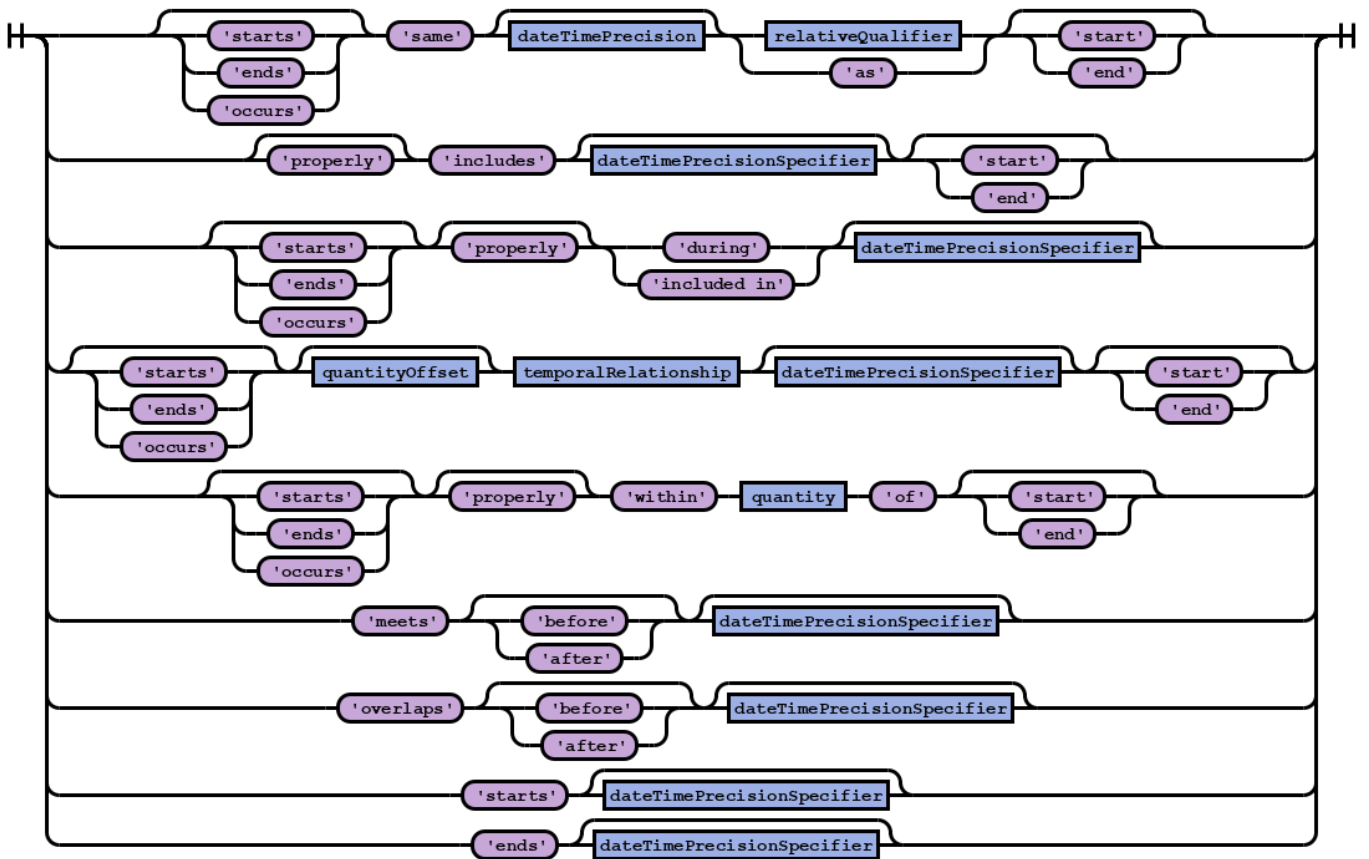 'starts' 'same' dateTimePrecision relativeQualifier 'start'
'ends' 'as' 'end'
'occurs'
'properly' 'includes' dateTimePrecisionSpecifier 'start'
'end'
'starts' 'properly' 'during' dateTimePrecisionSpecifier
'ends' 'included in'
'occurs'
'starts' quantityOffset temporalRelationship dateTimePrecisionSpecifier 'start'
'ends' 'end'
'occurs'
'starts' 'properly' 'within' quantity 'of' 'start'
'ends' 'end'
'occurs'
'meets' 'before' dateTimePrecisionSpecifier
'after'
'overlaps' 'before' dateTimePrecisionSpecifier
'after'
'starts' dateTimePrecisionSpecifier
'ends' dateTimePrecisionSpecifier